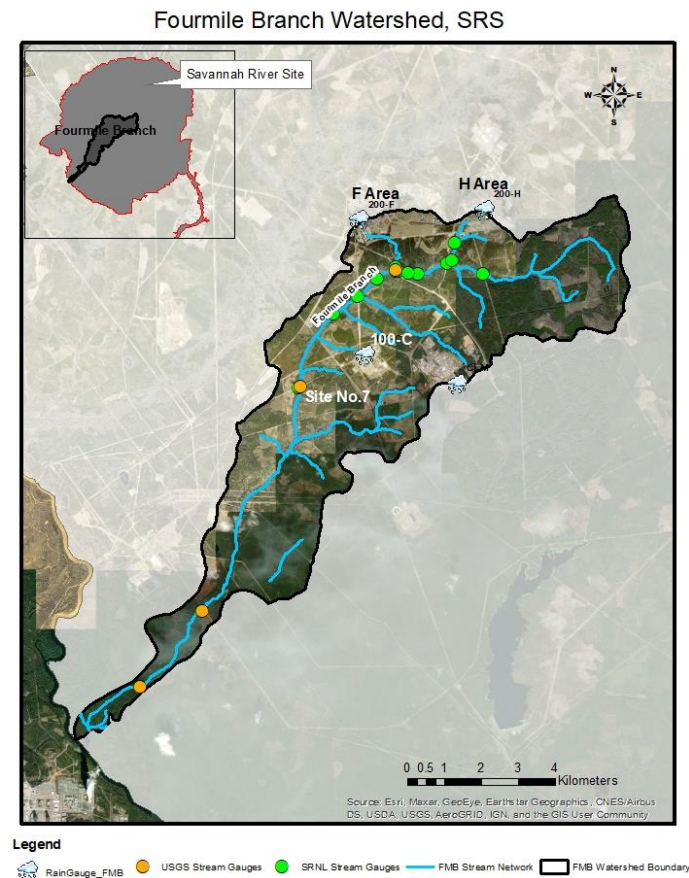 Fourmile Branch Watershed, SRS
Savannah River Site
Fourmile Branch
N
W E
S
F Area
200-F
H Area
200-H
Fourmile Branch
100-C
Site No.7
0 0.5 1 2 3 4
Kilometers
Source: Esri, Maxar, GeoEye, Earthstar Geographics, CNES/Airbus
DS, USDA, USGS, AeroGRID, IGN, and the GIS User Community
Legend
RainGauge_FMB USGS Stream Gauges SRNL Stream Gauges FMB Stream Network FMB Watershed Boundary